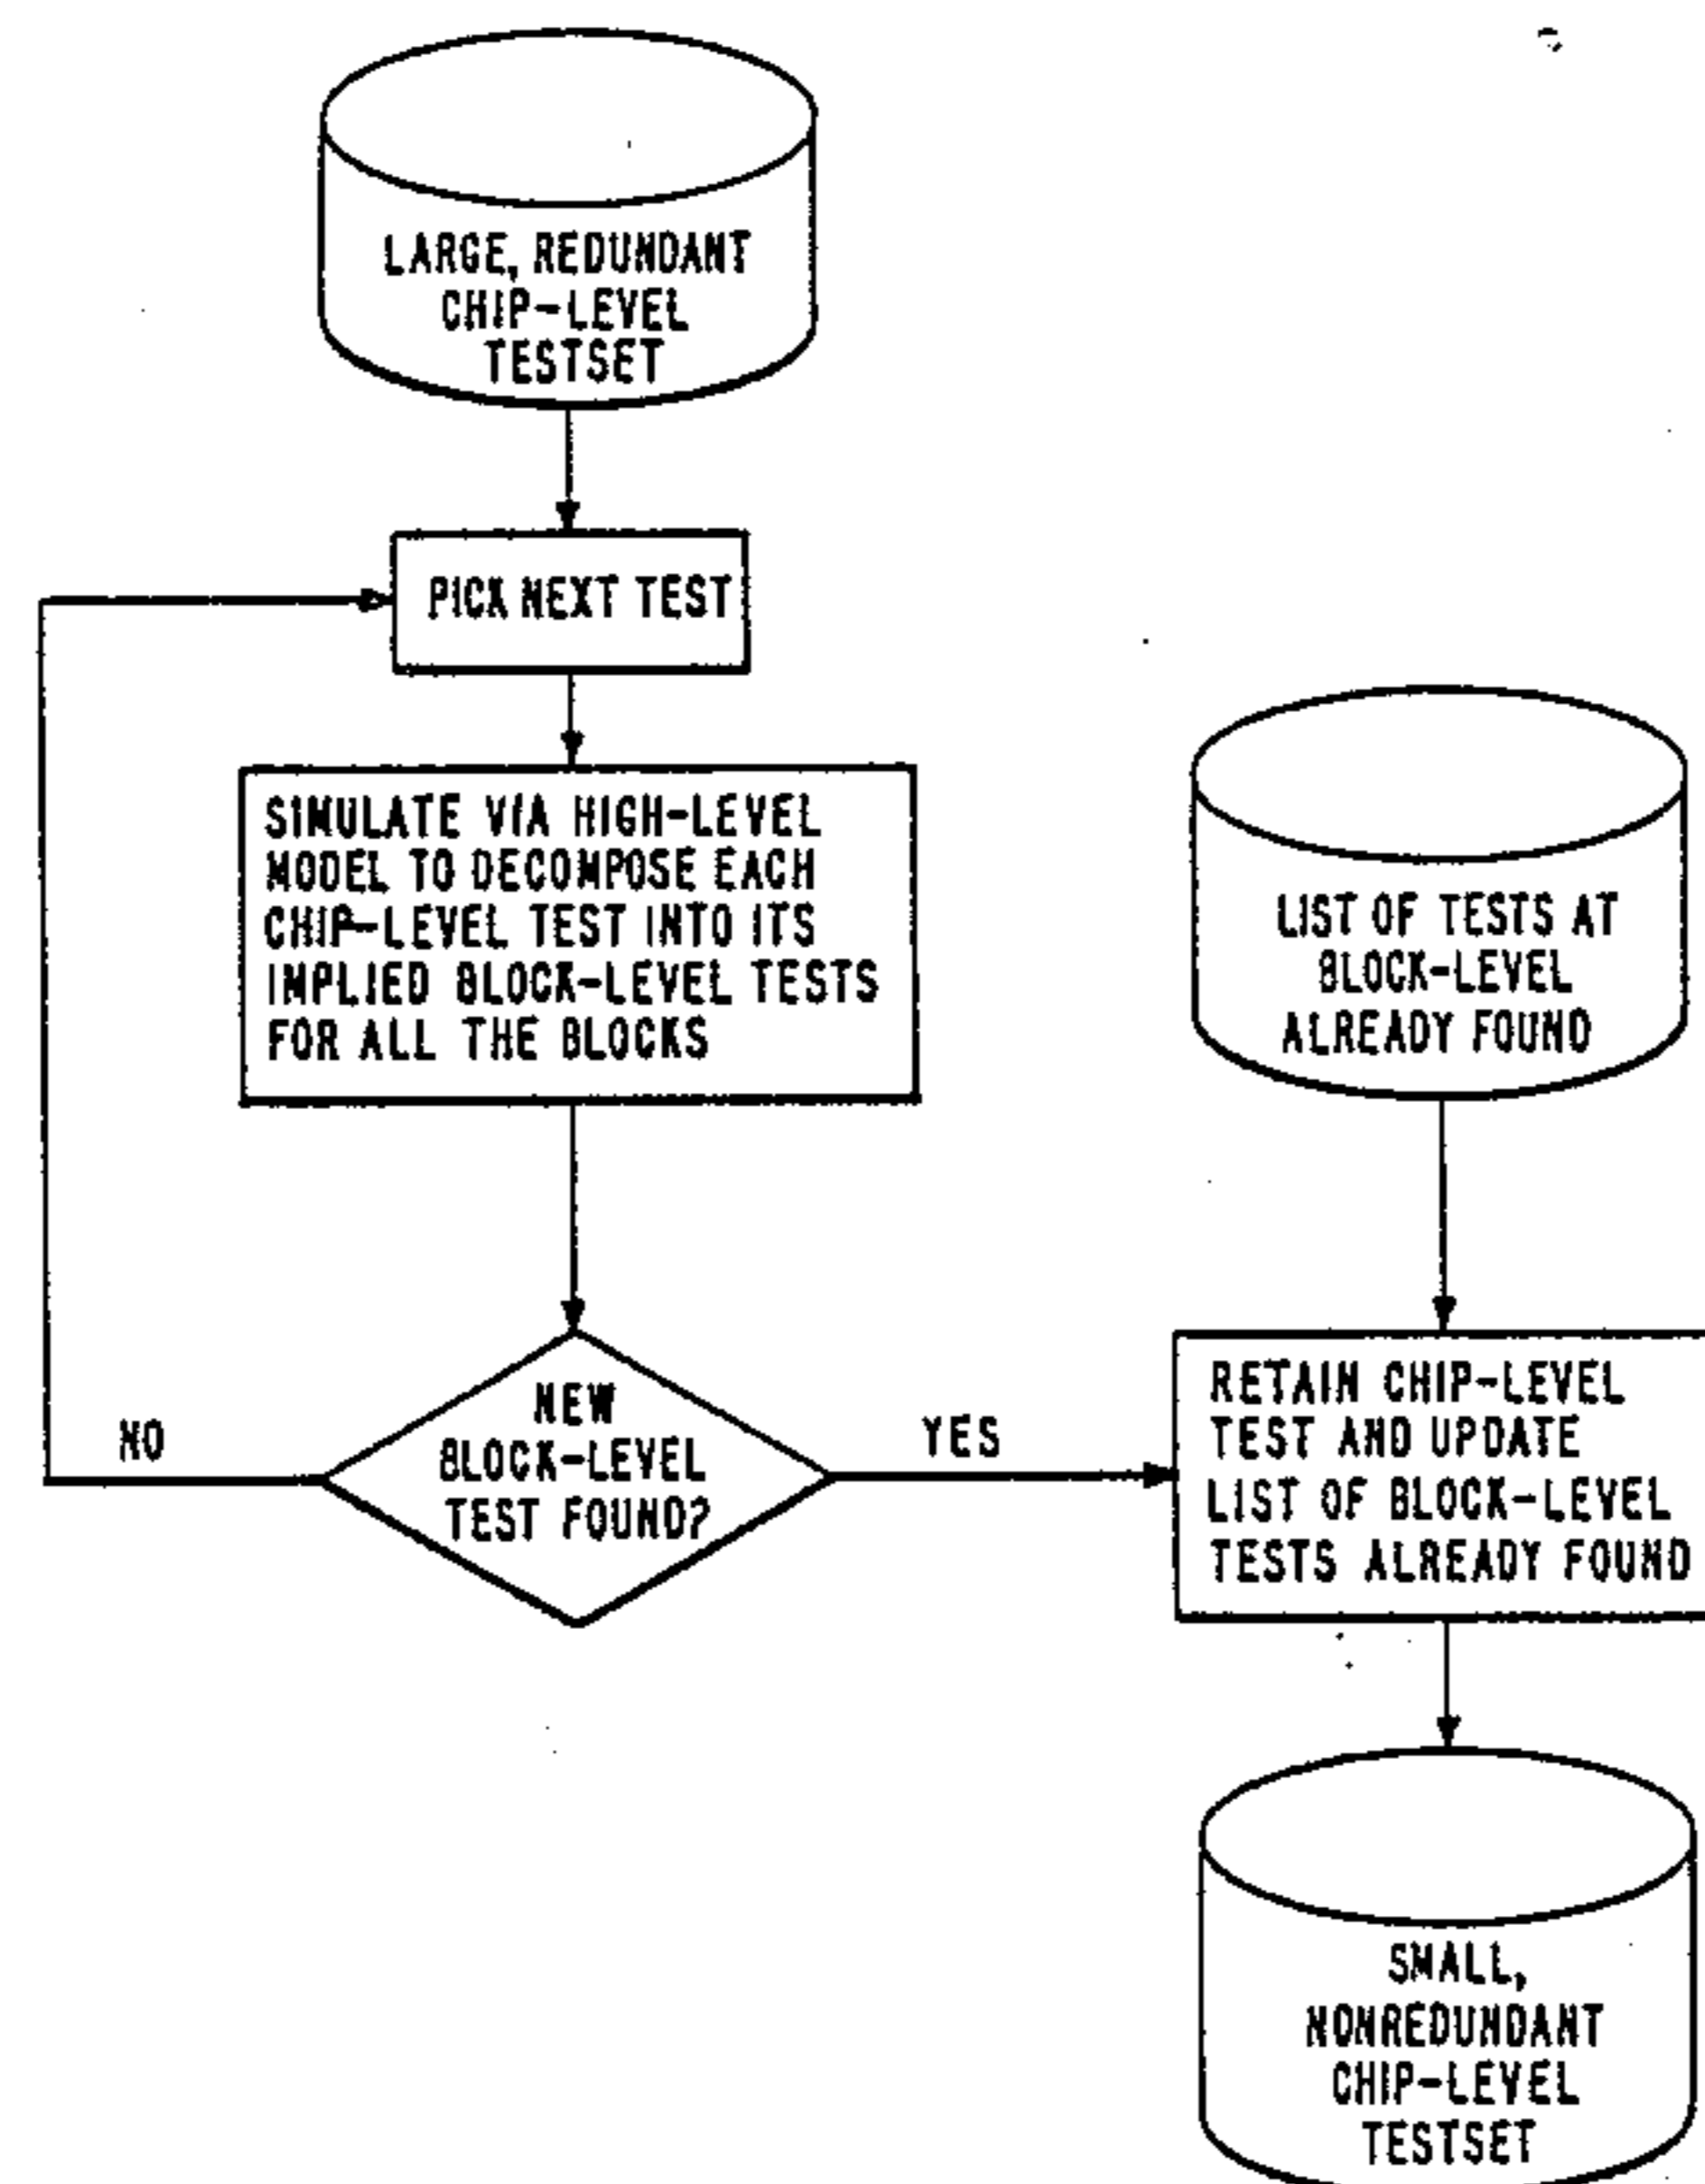 LARGE, REDUNDANT
CHIP-LEVEL
TESTSET
PICK NEXT TEST
SIMULATE VIA HIGH-LEVEL
MODEL TO DECOMPOSE EACH
CHIP-LEVEL TEST INTO ITS
IMPLIED BLOCK-LEVEL TESTS
FOR ALL THE BLOCKS
LIST OF TESTS AT
BLOCK-LEVEL
ALREADY FOUND
NEW
BLOCK-LEVEL
TEST FOUND?
NO
YES
RETAIN CHIP-LEVEL
TEST AND UPDATE
LIST OF BLOCK-LEVEL
TESTS ALREADY FOUND
SMALL,
NONREDUNDANT
CHIP-LEVEL
TESTSET